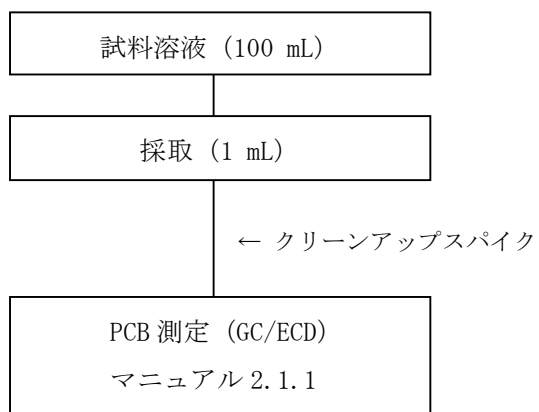 試料溶液 (100 mL)
採取 (1 mL)
← クリーンアップスパイク
PCB 測定 (GC/ECD)
マニュアル 2.1.1